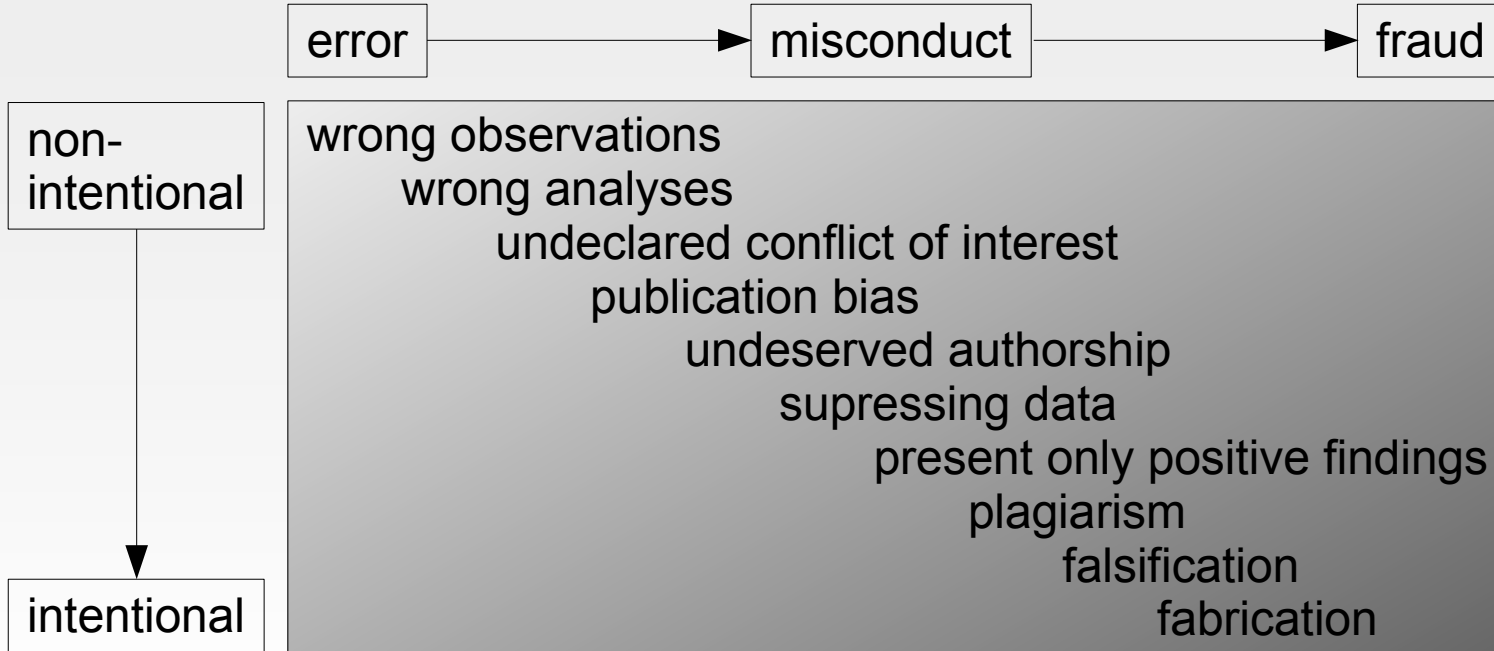 error
misconduct
fraud
non-
intentional
wrong observations
wrong analyses
undeclared conflict of interest
publication bias
undeserved authorship
supressing data
present only positive findings
plagiarism
falsification
fabrication
intentional